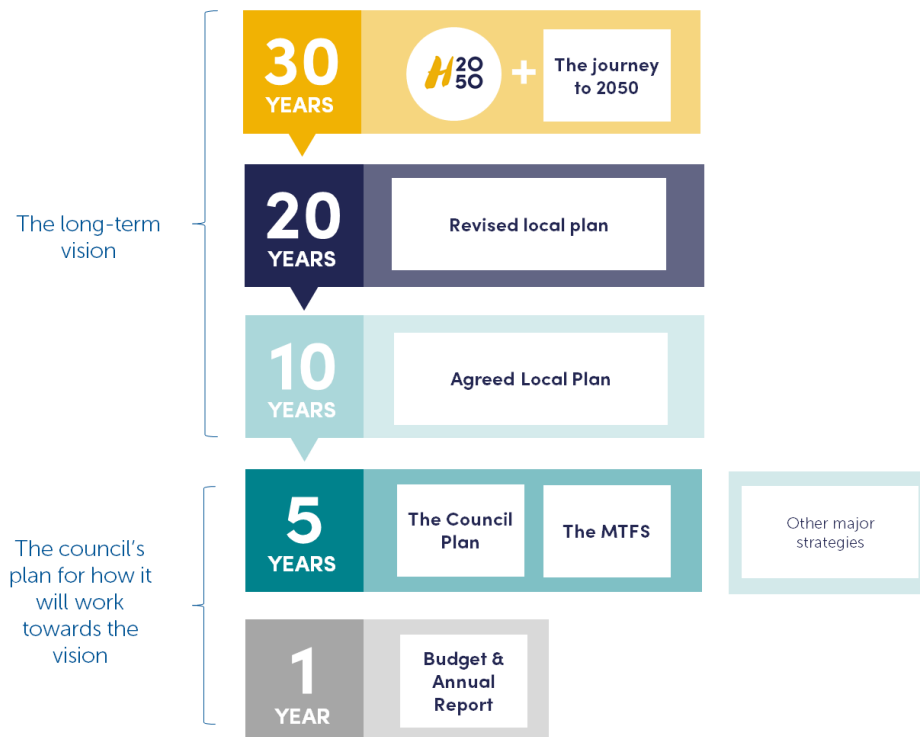 30
YEARS
H 20
50
+
The journey
to 2050
The long-term
vision
20
YEARS
Revised local plan
10
YEARS
Agreed Local Plan
The council's
plan for how it
will work
towards the
vision
5
YEARS
The Council
Plan
The MTFS
Other major
strategies
1
YEAR
Budget &
Annual
Report